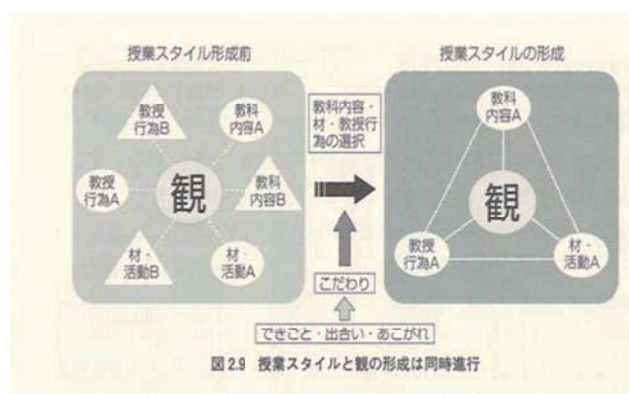 授業スタイル形成前
教授
行為B
教科
内容A
教授
行為A
観
教科
内容B
材・
活動B
材・
活動A
教科内容・
材・教授行
為の選択
こだわり
できごと・出合い・あこがれ
授業スタイルの形成
教科
内容A
観
教授
行為A
材・
活動A
図2.9 授業スタイルと観の形成は同時進行